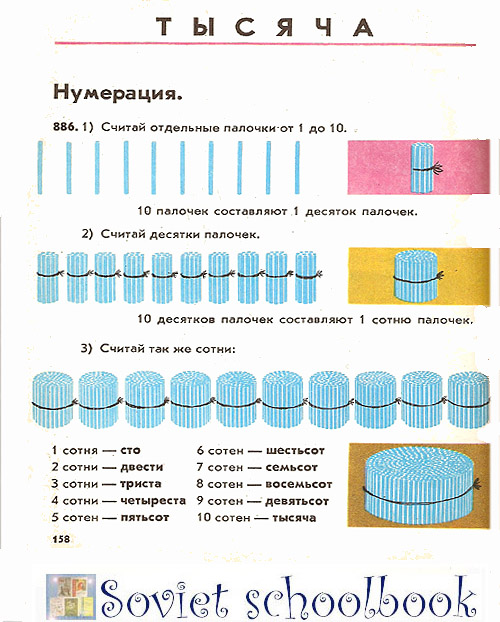 ТЫСЯЧА
Нумерация.
886. 1) Считай отдельные палочки от 1 до 10.
10 палочек составляют 1 десяток палочек.
2) Считай десятки палочек.
10 десятков палочек составляют 1 сотню палочек.
3) Считай так же сотни:
1 сотня — сто
2 сотни — двести
3 сотни — триста
4 сотни — четыреста
5 сотен — пятьсот
6 сотен — шестьсот
7 сотен — семьсот
8 сотен — восемьсот
9 сотен — девятьсот
10 сотен — тысяча
158
Soviet schoolbook